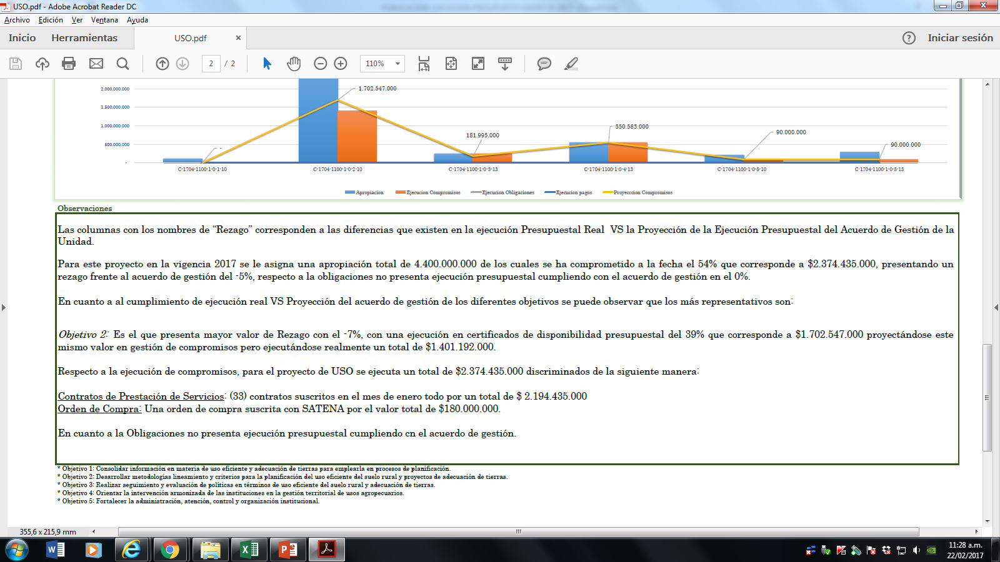 USO.pdf - Adobe Acrobat Reader DC
Archivo Edición Ver Ventana Ayuda
Inicio Herramientas USO.pdf × ? Iniciar sesión
2 / 2 110%
2.000.000.000
1.500.000.000
1.000.000.000
500.000.000
-
-
1.702.547.000
181.995.000
550.583.000
90.000.000
90.000.000
C-1704-1100-1-0-1-10 C-1704-1100-1-0-2-10 C-1704-1100-1-0-3-13 C-1704-1100-1-0-4-13 C-1704-1100-1-0-5-10 C-1704-1100-1-0-5-13
Apropiacion Ejecucion Compromisos Ejecucion Obligaciones Ejecucion pagos Proyecccion Compromisos
Observaciones
Las columnas con los nombres de “Rezago” corresponden a las diferencias que existen en la ejecución Presupuestal Real VS la Proyección de la Ejecución Presupuestal del Acuerdo de Gestión de la
Unidad.
Para este proyecto en la vigencia 2017 se le asigna una apropiación total de 4.400.000.000 de los cuales se ha comprometido a la fecha el 54% que corresponde a $2.374.435.000, presentando un
rezago frente al acuerdo de gestión del -5%, respecto a la obligaciones no presenta ejecución presupuestal cumpliendo con el acuerdo de gestión en el 0%.
En cuanto a al cumplimiento de ejecución real VS Proyección del acuerdo de gestión de los diferentes objetivos se puede observar que los más representativos son:
Objetivo 2: Es el que presenta mayor valor de Rezago con el -7%, con una ejecución en certificados de disponibilidad presupuestal del 39% que corresponde a $1.702.547.000 proyectándose este
mismo valor en gestión de compromisos pero ejecutándose realmente un total de $1.401.192.000.
Respecto a la ejecución de compromisos, para el proyecto de USO se ejecuta un total de $2.374.435.000 discriminados de la siguiente manera:
Contratos de Prestación de Servicios: (33) contratos suscritos en el mes de enero todo por un total de $ 2.194.435.000
Orden de Compra: Una orden de compra suscrita con SATENA por el valor total de $180.000.000.
En cuanto a la Obligaciones no presenta ejecución presupuestal cumpliendo cn el acuerdo de gestión.
* Objetivo 1: Consolidar información en materia de uso eficiente y adecuación de tierras para emplearla en procesos de planificación.
* Objetivo 2: Desarrollar metodologías lineamiento y criterios para la planificación del uso eficiente del suelo rural y proyectos de adecuación de tierras.
* Objetivo 3: Realizar seguimiento y evaluación de políticas en términos de uso eficiente del suelo rural y adecuación de tierras.
* Objetivo 4: Orientar la intervención armonizada de las instituciones en la gestión territorial de usos agropecuarios.
* Objetivo 5: Fortalecer la administración, atención, control y organización institucional.
355,6 x 215,9 mm
11:28 a.m.
22/02/2017